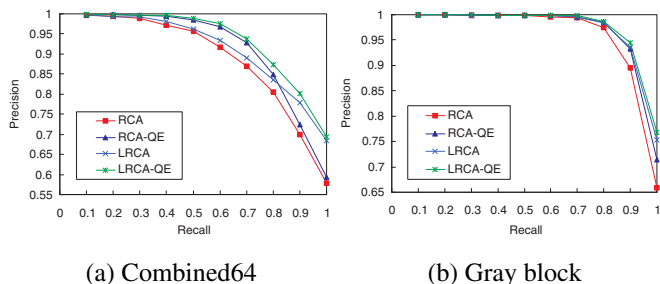 1
0.95
0.9
0.85
0.8
0.75
0.7
0.65
0.6
0.55
Precision
RCA
RCA-QE
LRCA
LRCA-QE
0 0.1 0.2 0.3 0.4 0.5 0.6 0.7 0.8 0.9 1
Recall
(a) Combined64
1
0.95
0.9
0.85
0.8
0.75
0.7
0.65
Precision
RCA
RCA-QE
LRCA
LRCA-QE
0 0.1 0.2 0.3 0.4 0.5 0.6 0.7 0.8 0.9 1
Recall
(b) Gray block